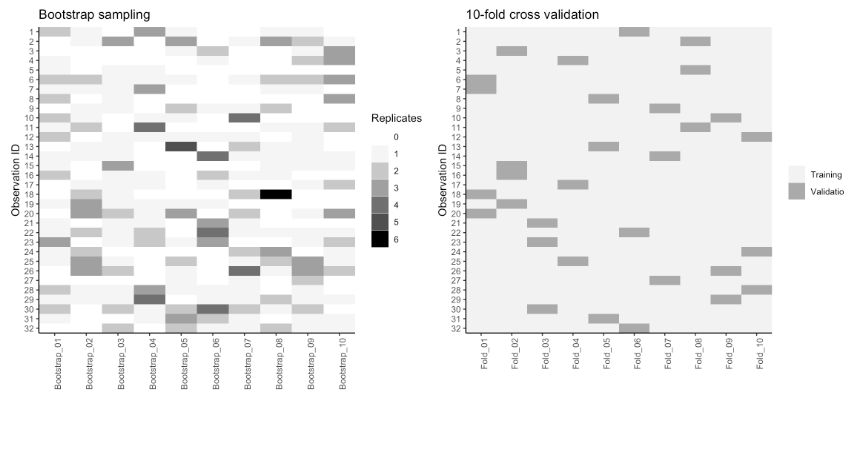 Bootstrap sampling
Observation ID
1
2
3
4
5
6
7
8
9
10
11
12
13
14
15
16
17
18
19
20
21
22
23
24
25
26
27
28
29
30
31
32
Bootstrap_01
Bootstrap_02
Bootstrap_03
Bootstrap_04
Bootstrap_05
Bootstrap_06
Bootstrap_07
Bootstrap_08
Bootstrap_09
Bootstrap_10
Replicates
0
1
2
3
4
5
6
10-fold cross validation
Observation ID
1
2
3
4
5
6
7
8
9
10
11
12
13
14
15
16
17
18
19
20
21
22
23
24
25
26
27
28
29
30
31
32
Fold_01
Fold_02
Fold_03
Fold_04
Fold_05
Fold_06
Fold_07
Fold_08
Fold_09
Fold_10
Training
Validatio